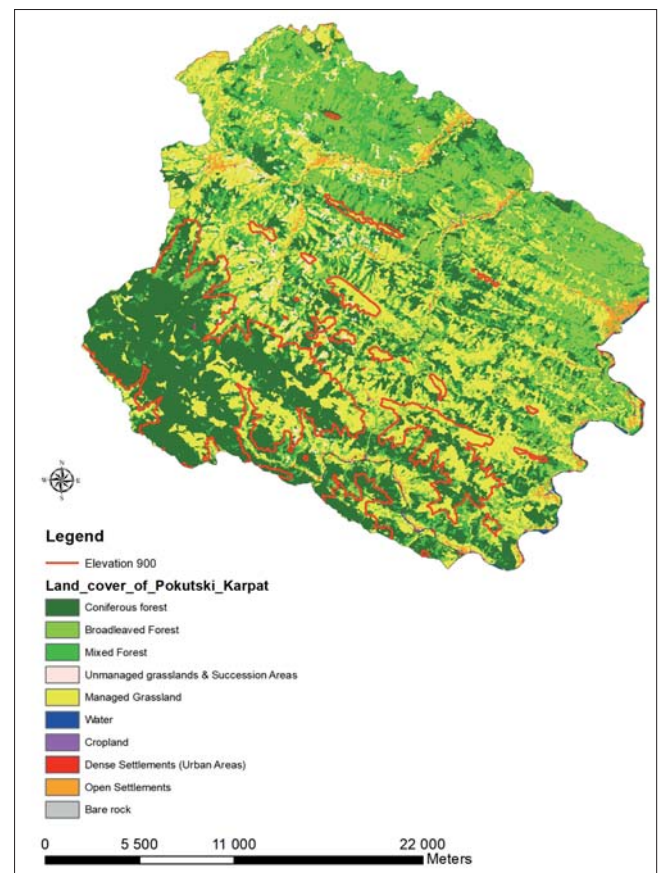 N
W E
S
Legend
Elevation 900
Land_cover_of_Pokutski_Karpat
Coniferous forest
Broadleaved Forest
Mixed Forest
Unmanaged grasslands & Succession Areas
Managed Grassland
Water
Cropland
Dense Settlements (Urban Areas)
Open Settlements
Bare rock
0 5 500 11 000 22 000
Meters